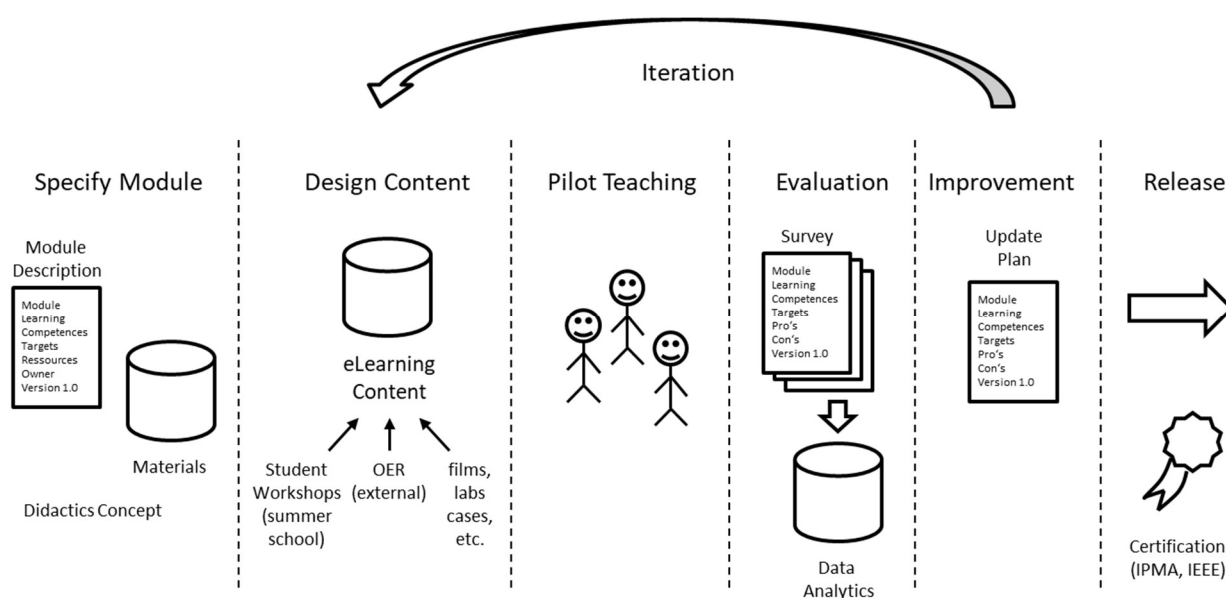 Iteration
Specify Module
Module
Description
Module
Learning
Competences
Targets
Ressources
Owner
Version 1.0
Materials
Didactics Concept
Design Content
eLearning
Content
Student
Workshops
(summer
school)
OER
(external)
films,
labs
cases,
etc.
Pilot Teaching
Evaluation
Survey
Module
Learning
Competences
Targets
Pro's
Con's
Version 1.0
Data
Analytics
Improvement
Update
Plan
Module
Learning
Competences
Targets
Pro's
Con's
Version 1.0
Release
Certification
(IPMA, IEEE)